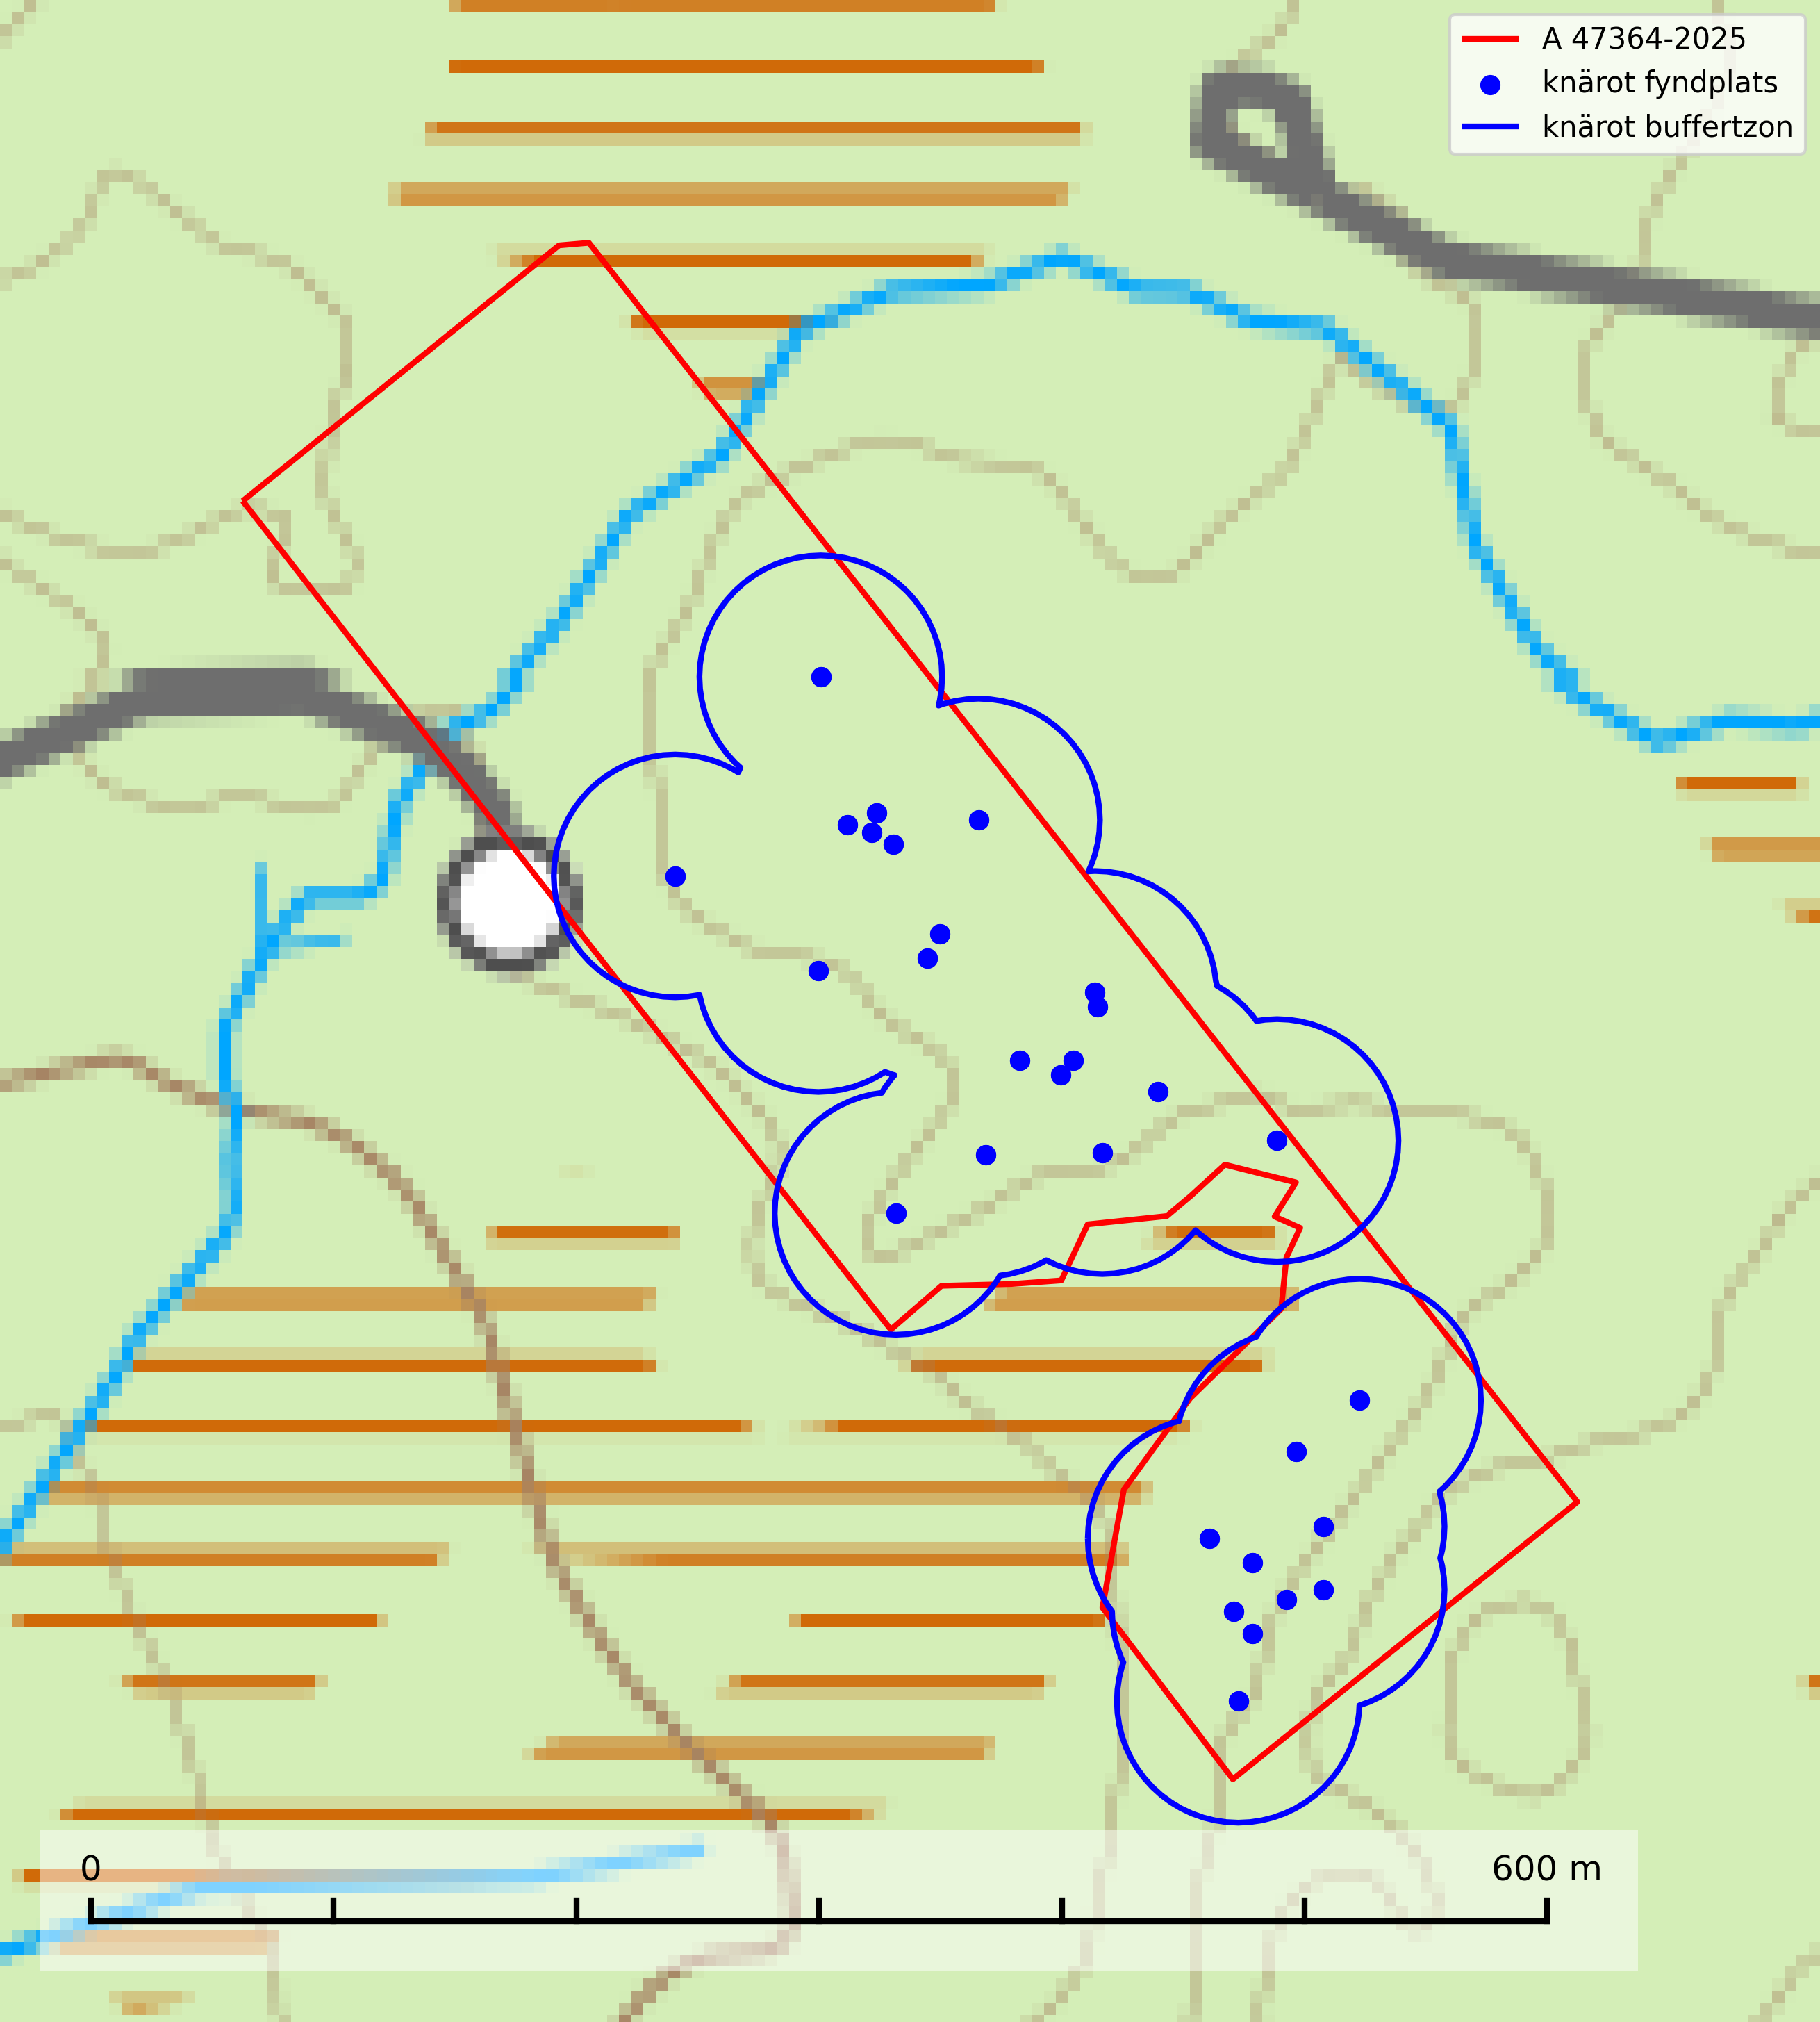 A 47364-2025
knärot fyndplats
knärot buffertzon
0
600 m